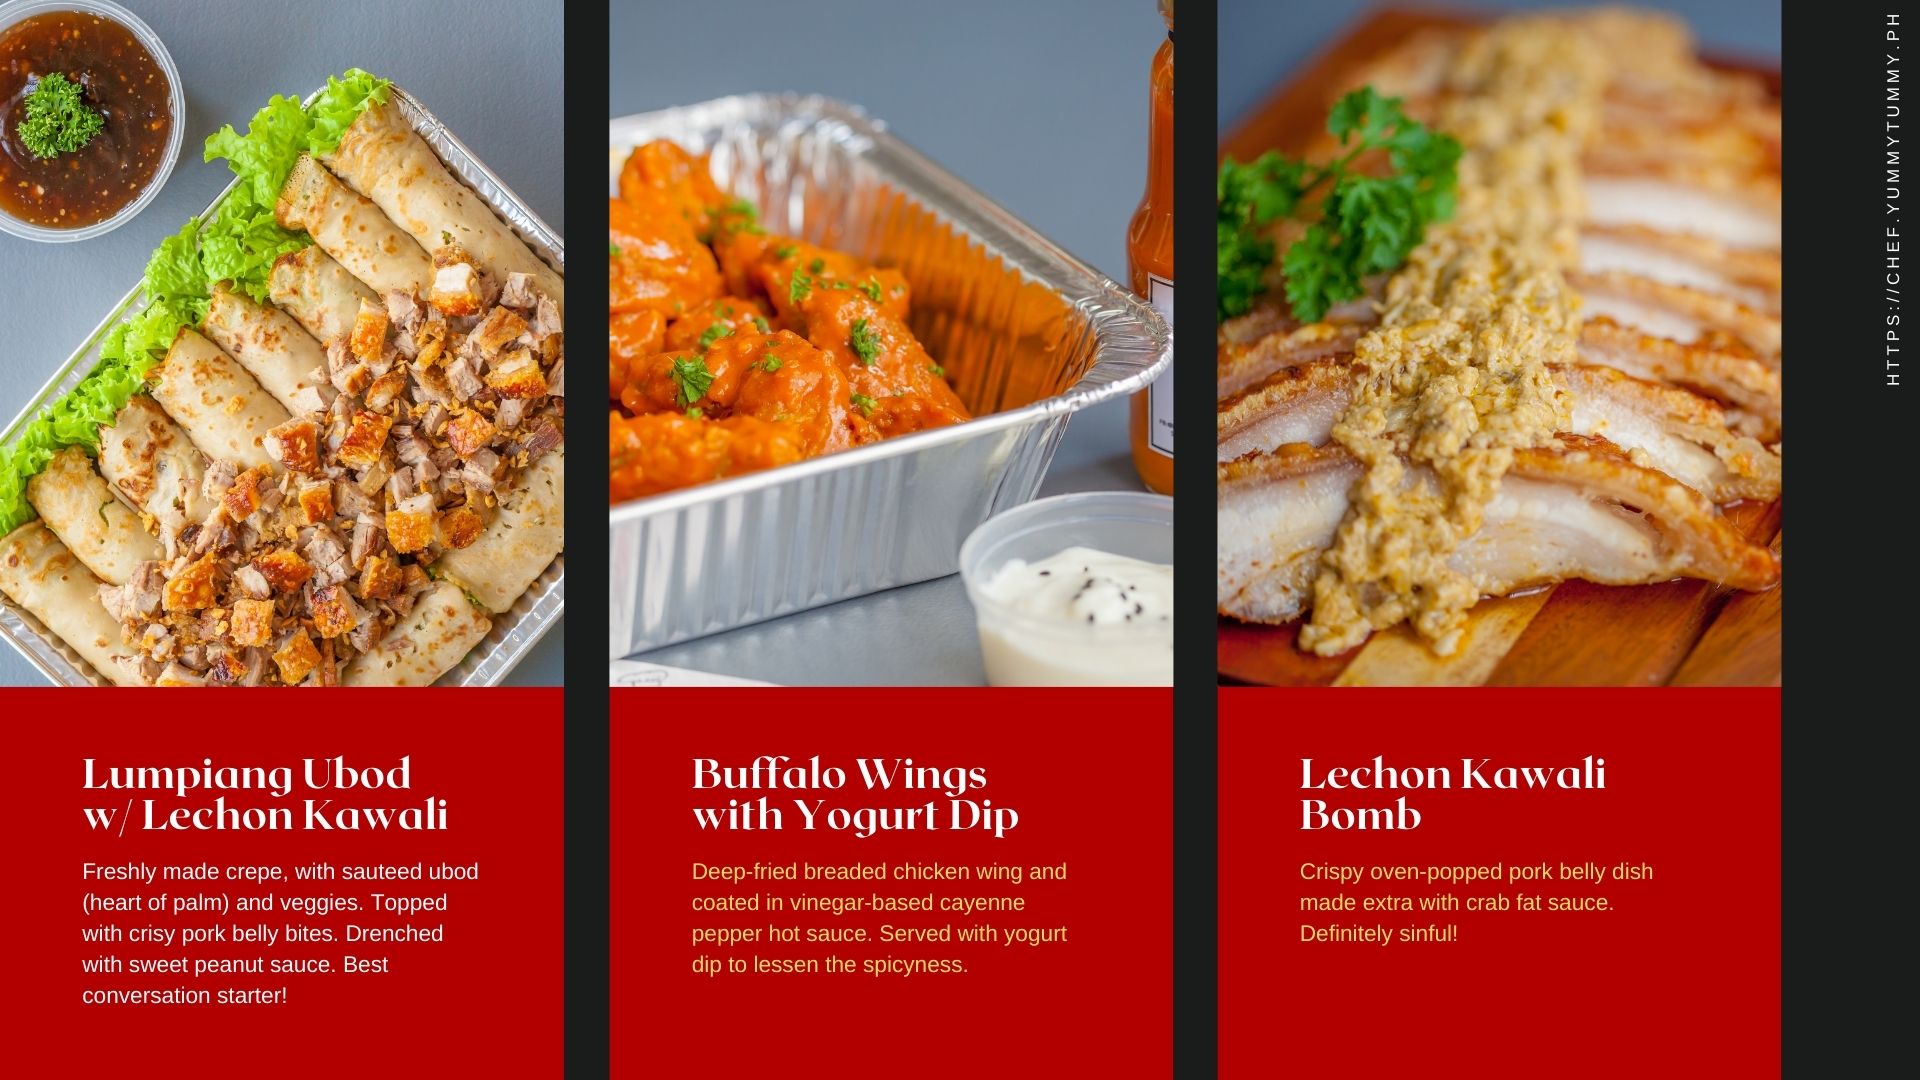 Lumpiang Ubod
w/ Lechon Kawali
Freshly made crepe, with sauteed ubod
(heart of palm) and veggies. Topped
with crisy pork belly bites. Drenched
with sweet peanut sauce. Best
conversation starter!
Buffalo Wings
with Yogurt Dip
Deep-fried breaded chicken wing and
coated in vinegar-based cayenne
pepper hot sauce. Served with yogurt
dip to lessen the spicyness.
Lechon Kawali
Bomb
Crispy oven-popped pork belly dish
made extra with crab fat sauce.
Definitely sinful!
HTTPS://CHEF.YUMMYTUMMY.PH